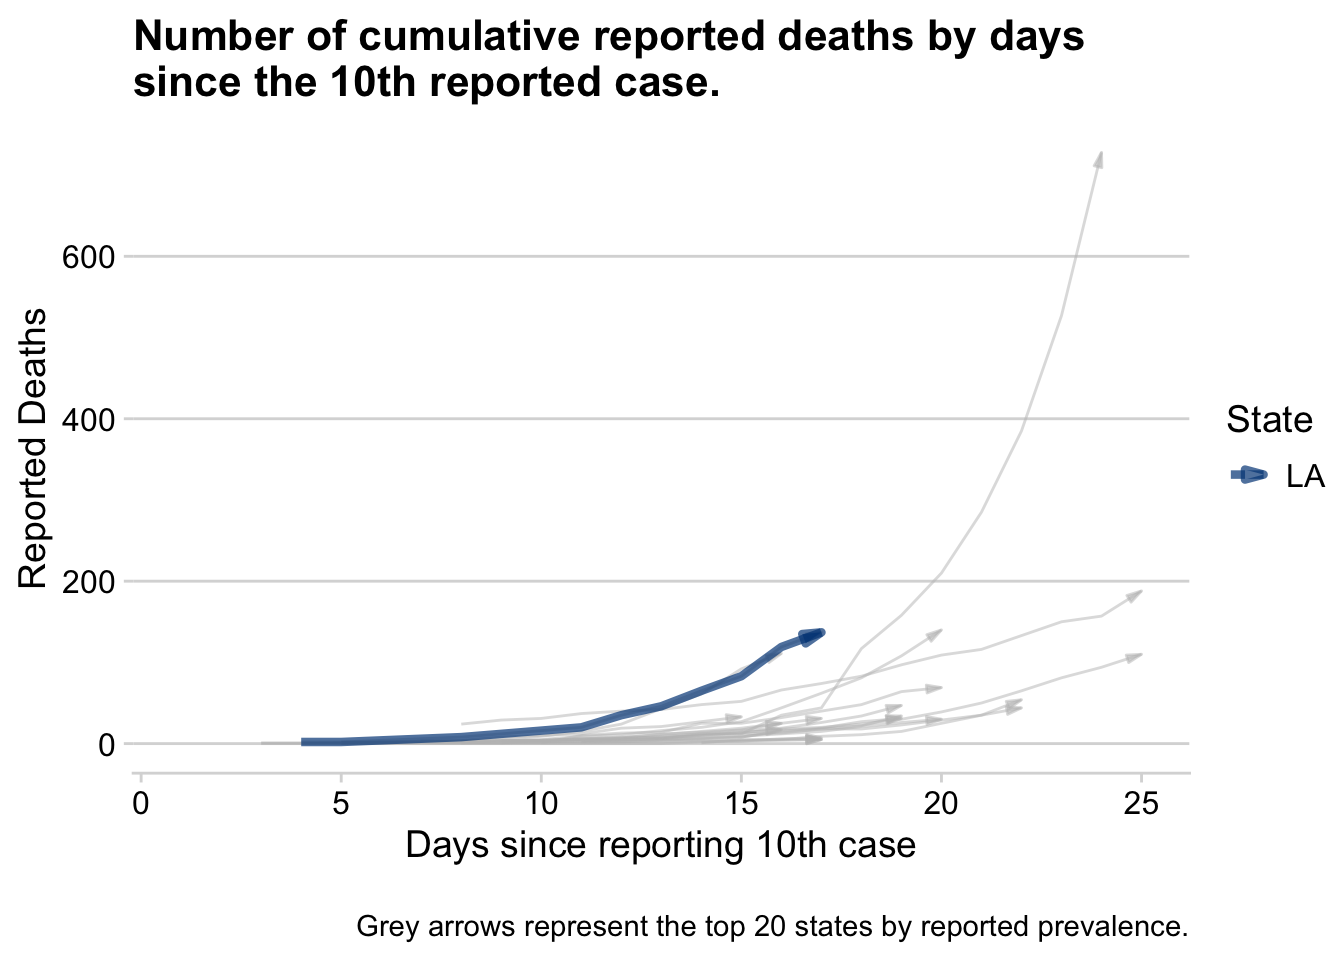 Number of cumulative reported deaths by days
since the 10th reported case.
Reported Deaths
600
400
200
0
0 5 10 15 20 25
Days since reporting 10th case
State
LA
Grey arrows represent the top 20 states by reported prevalence.